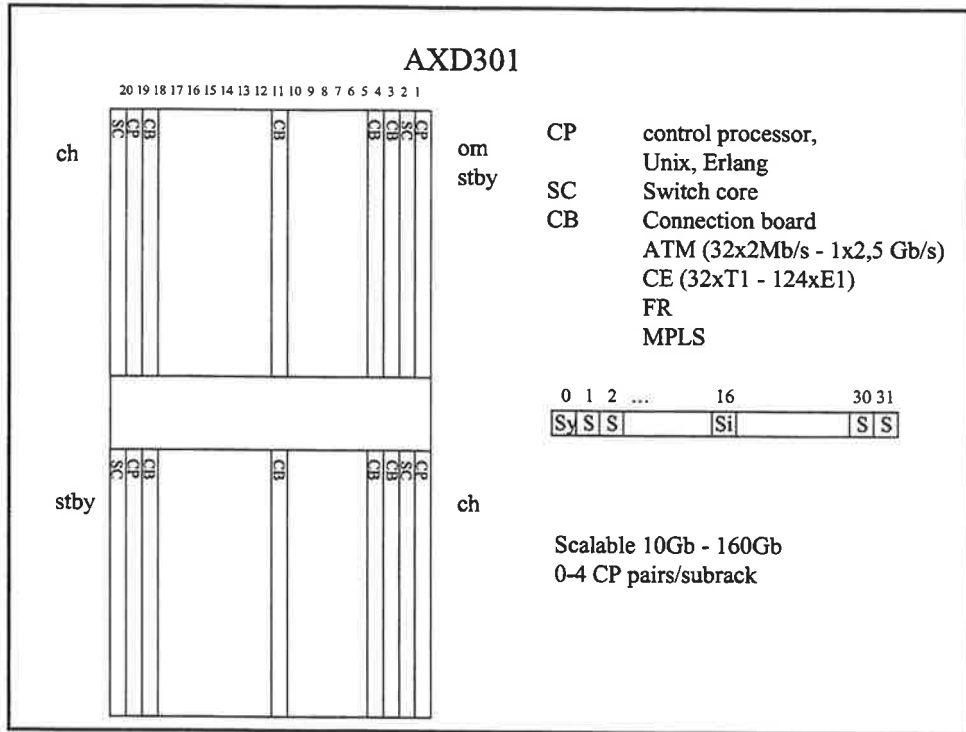 AXD301
20 19 18 17 16 15 14 13 12 11 10 9 8 7 6 5 4 3 2 1
SC CP CB CB CB CB SC CP
ch
om
stby
CP control processor,
Unix, Erlang
SC Switch core
CB Connection board
ATM (32x2Mb/s - 1x2,5 Gb/s)
CE (32xT1 - 124xE1)
FR
MPLS
0 1 2 ... 16 30 31
Sy S S Si S S
SC CP CB CB CB CB SC CP
stby
ch
Scalable 10Gb - 160Gb
0-4 CP pairs/subrack